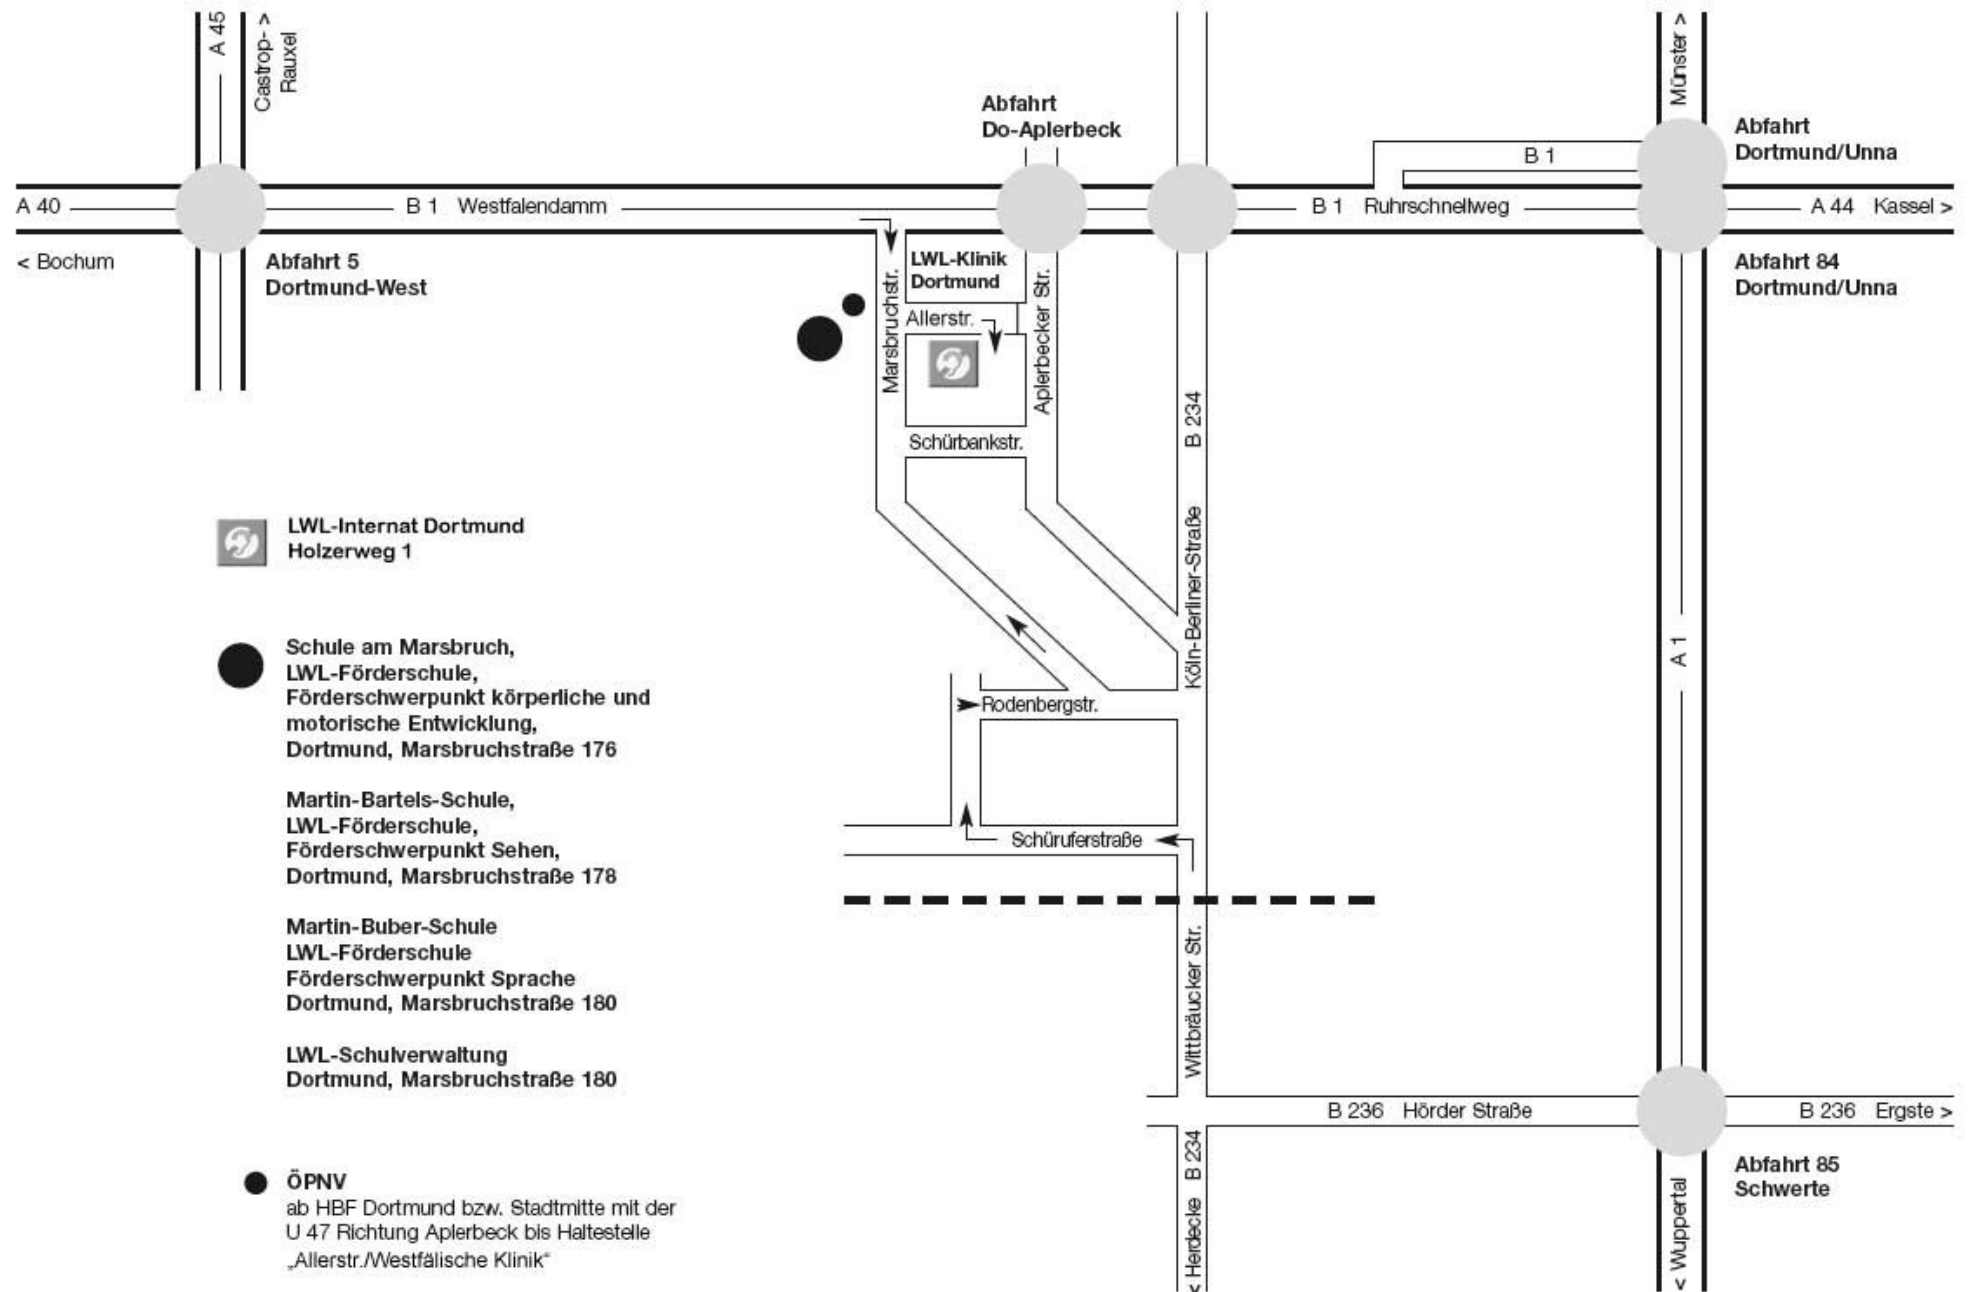 A 45
Castrop- >
Rauxel
Münster >
Abfahrt
Do-Aplerbeck
Abfahrt
Dortmund/Unna
B 1
A 40
B 1 Westfalendamm
B 1 Ruhrschnellweg
A 44 Kassel >
< Bochum
Abfahrt 5
Dortmund-West
LWL-Klinik
Dortmund
Abfahrt 84
Dortmund/Unna
Marsbruchstr.
Allerstr.
Aplerbecker Str.
B 234
Schürbankstr.
LWL-Internat Dortmund
Holzerweg 1
Köln-Berliner-Straße
A 1
Schule am Marsbruch,
LWL-Förderschule,
Förderschwerpunkt körperliche und
motorische Entwicklung,
Dortmund, Marsbruchstraße 176
Rodenbergstr.
Martin-Bartels-Schule,
LWL-Förderschule,
Förderschwerpunkt Sehen,
Dortmund, Marsbruchstraße 178
Schüruferstraße
Martin-Buber-Schule
LWL-Förderschule
Förderschwerpunkt Sprache
Dortmund, Marsbruchstraße 180
Wittbräucker Str.
LWL-Schulverwaltung
Dortmund, Marsbruchstraße 180
B 236 Hörder Straße
B 236 Ergste >
Abfahrt 85
Schwerte
ÖPNV
ab HBF Dortmund bzw. Stadtmitte mit der
U 47 Richtung Aplerbeck bis Haltestelle
„Allerstr./Westfälische Klinik“
< Herdecke B 234
< Wuppertal